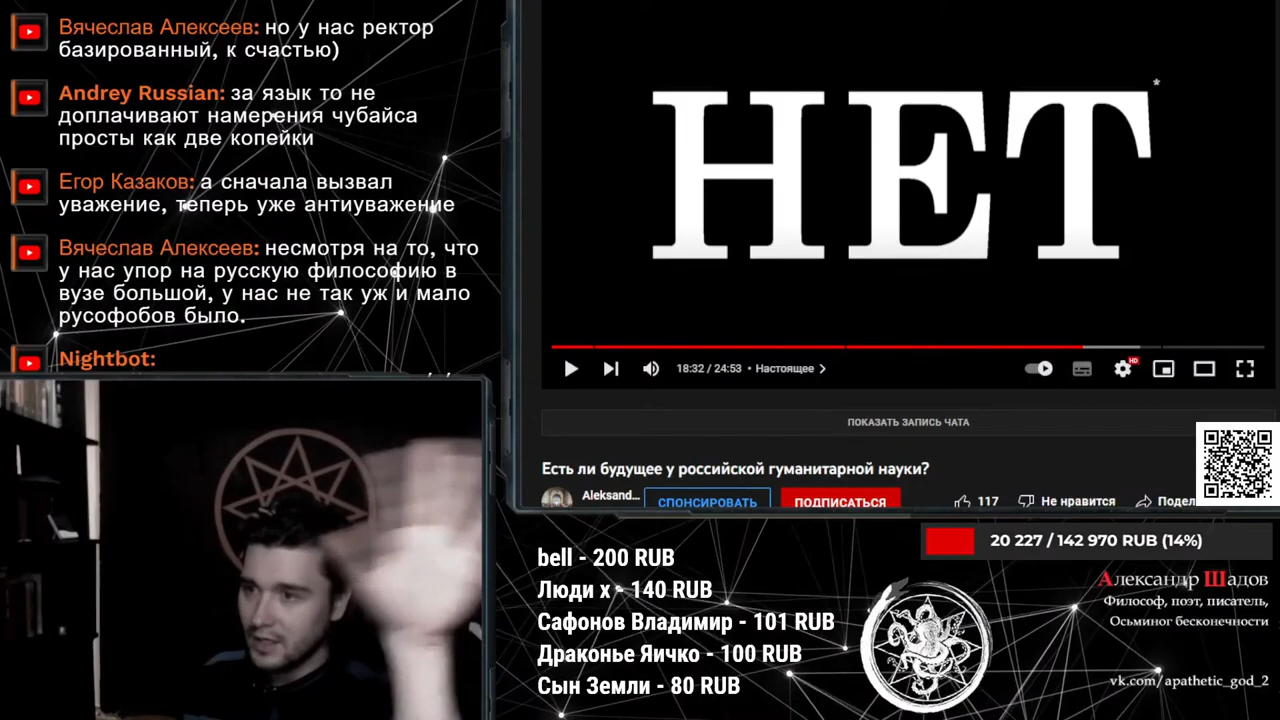 Вячеслав Алексеев: но у нас ректор
базированный, к счастью)
Andrey Russian: за язык то не
доплачивают намерения чубайса
просты как две копейки
Егор Казаков: а сначала вызвал
уважение, теперь уже антиуважение
Вячеслав Алексеев: несмотря на то, что
у нас упор на русскую философию в
вузе большой, у нас не так уж и мало
русофобов было.
Nightbot:
НЕТ*
18:32 / 24:53 • Настоящее
HD
ПОКАЗАТЬ ЗАПИСЬ ЧАТА
Есть ли будущее у российской гуманитарной науки?
Aleksand...
СПОНСИРОВАТЬ
ПОДПИСАТЬСЯ
117
Не нравится
Подел
20 227 / 142 970 RUB (14%)
bell - 200 RUB
Люди х - 140 RUB
Сафонов Владимир - 101 RUB
Драконье Яичко - 100 RUB
Сын Земли - 80 RUB
Александр Шадов
Философ, поэт, писатель,
Осьминог бесконечности
vk.com/apathetic_god_2